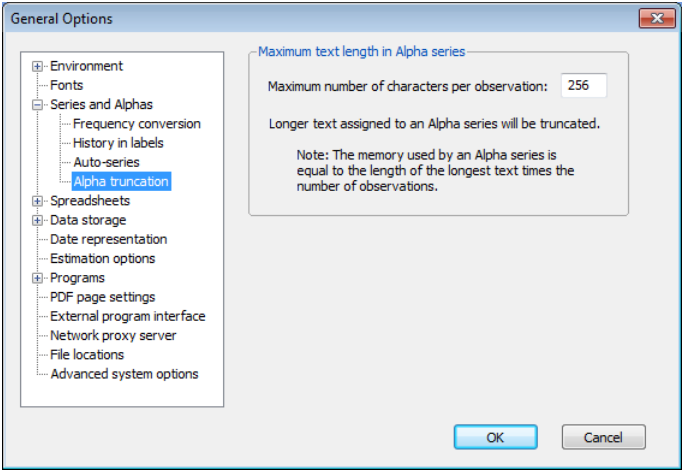 General Options
Environment
Fonts
Series and Alphas
Frequency conversion
History in labels
Auto-series
Alpha truncation
Spreadsheets
Data storage
Date representation
Estimation options
Programs
PDF page settings
External program interface
Network proxy server
File locations
Advanced system options
Maximum text length in Alpha series
Maximum number of characters per observation: 256
Longer text assigned to an Alpha series will be truncated.
Note: The memory used by an Alpha series is
equal to the length of the longest text times the
number of observations.
OK Cancel